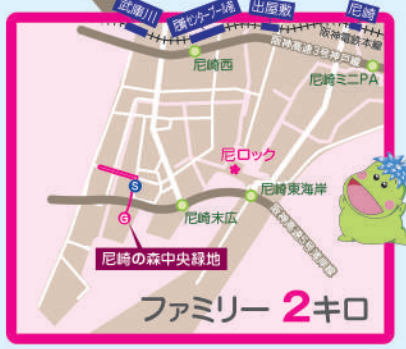 武庫川
尼崎センタープール前
出屋敷
尼崎
阪神電鉄本線
阪神高速3号神戸線
尼崎西
尼崎ミニPA
尼ロック
S
尼崎東海岸
G
尼崎末広
阪神高速5号湾岸線
尼崎の森中央緑地
ファミリー 2キロ